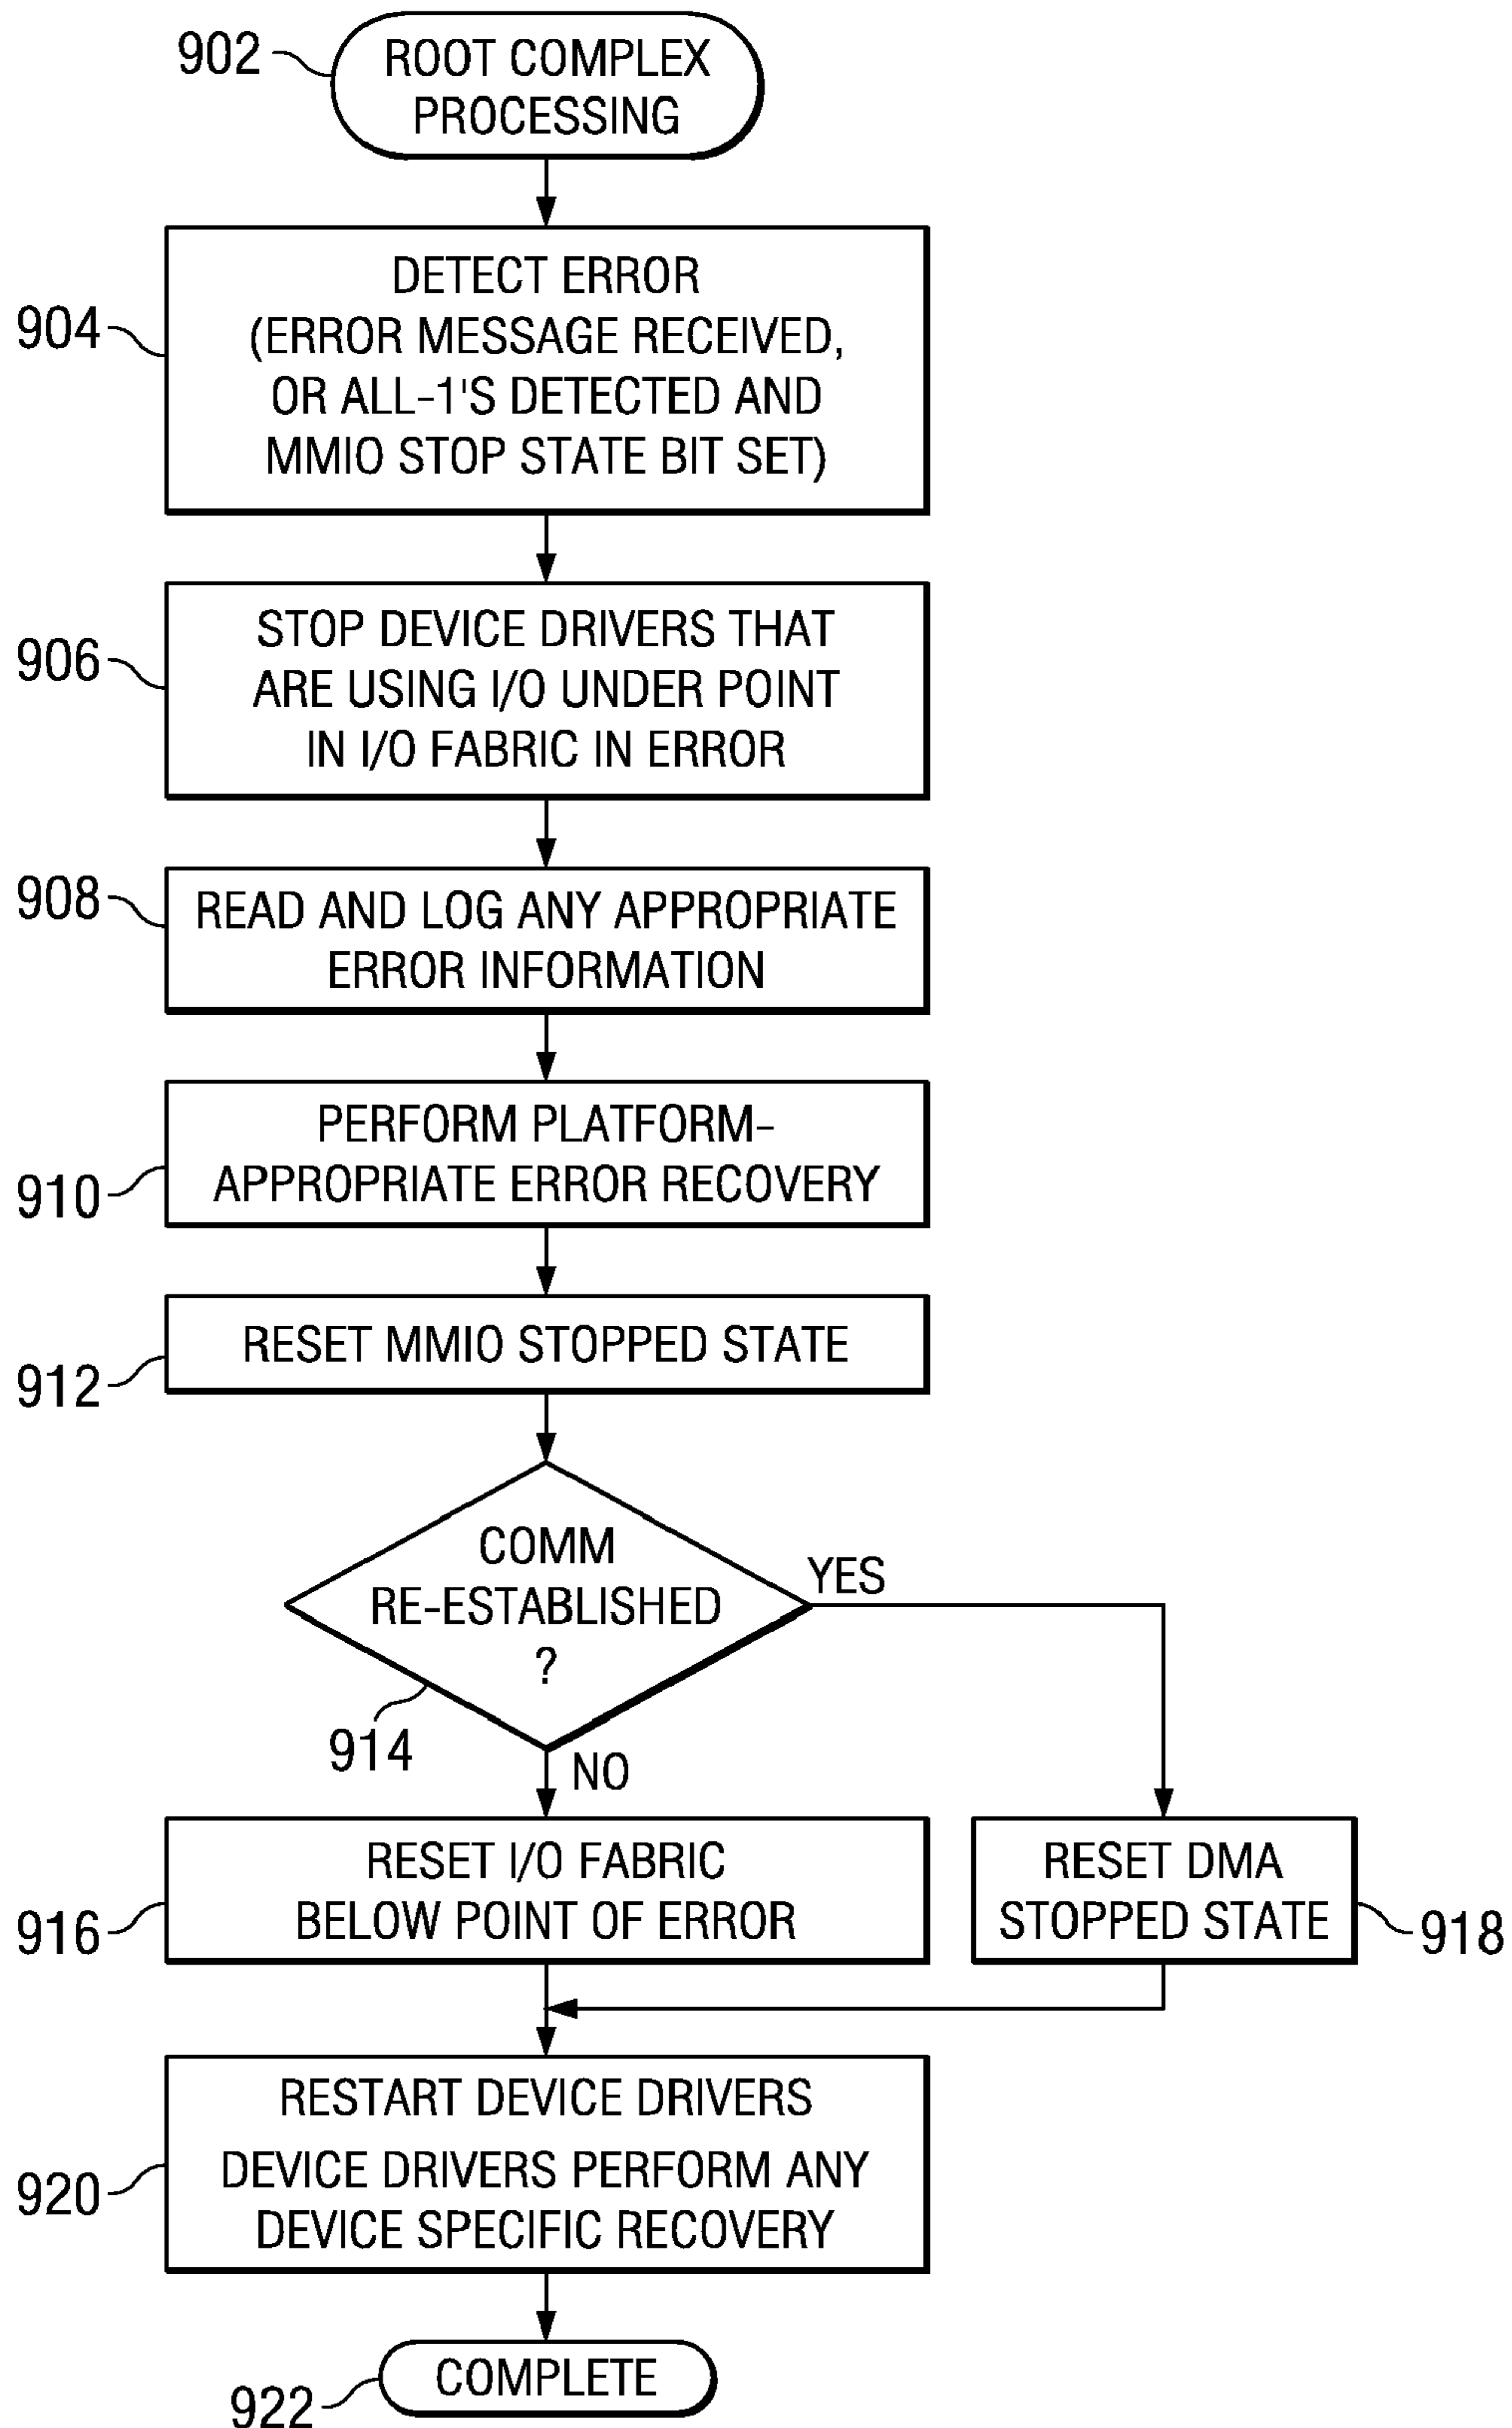 902
ROOT COMPLEX
PROCESSING
904
DETECT ERROR
(ERROR MESSAGE RECEIVED,
OR ALL-1'S DETECTED AND
MMIO STOP STATE BIT SET)
906
STOP DEVICE DRIVERS THAT
ARE USING I/O UNDER POINT
IN I/O FABRIC IN ERROR
908
READ AND LOG ANY APPROPRIATE
ERROR INFORMATION
910
PERFORM PLATFORM-
APPROPRIATE ERROR RECOVERY
912
RESET MMIO STOPPED STATE
COMM
RE-ESTABLISHED
?
YES
914
NO
916
RESET I/O FABRIC
BELOW POINT OF ERROR
RESET DMA
STOPPED STATE
918
920
RESTART DEVICE DRIVERS
DEVICE DRIVERS PERFORM ANY
DEVICE SPECIFIC RECOVERY
922
COMPLETE